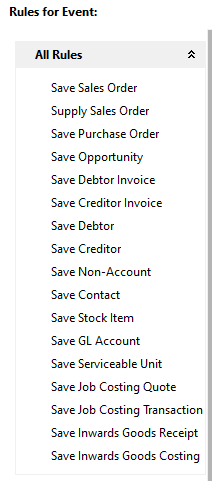 Rules for Event:
All Rules
Save Sales Order
Supply Sales Order
Save Purchase Order
Save Opportunity
Save Debtor Invoice
Save Creditor Invoice
Save Debtor
Save Creditor
Save Non-Account
Save Contact
Save Stock Item
Save GL Account
Save Serviceable Unit
Save Job Costing Quote
Save Job Costing Transaction
Save Inwards Goods Receipt
Save Inwards Goods Costing